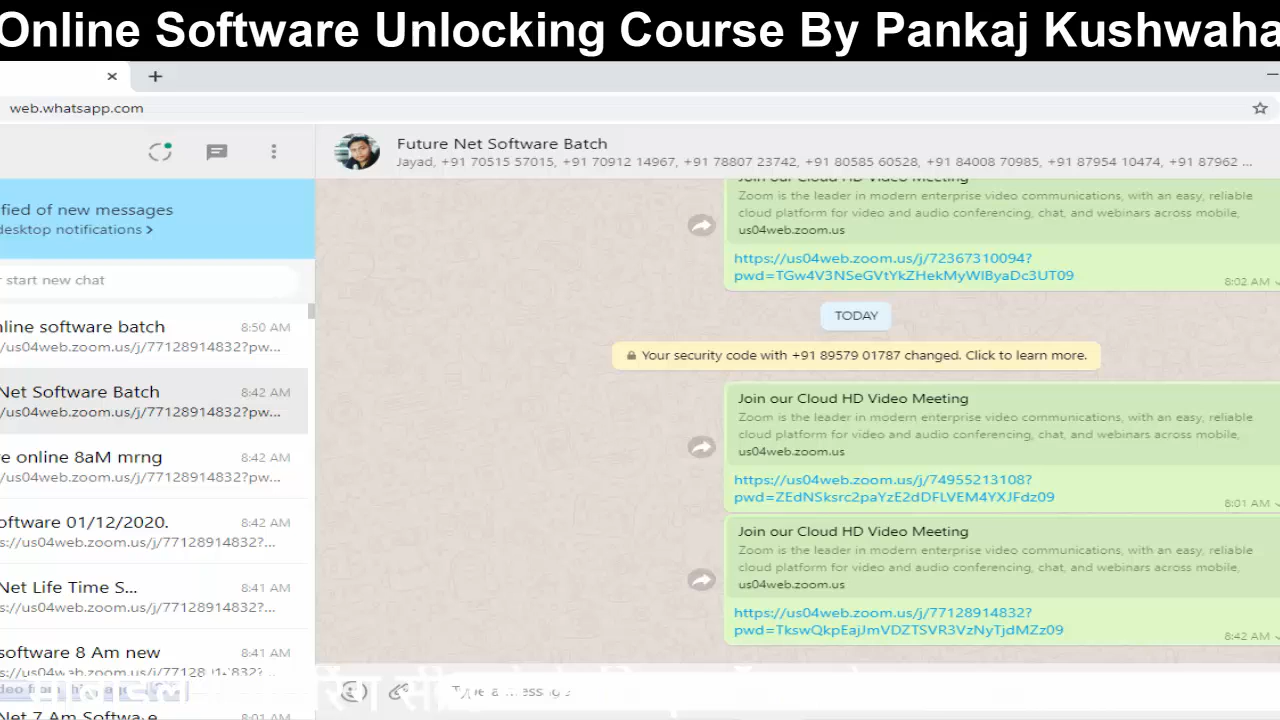 Online Software Unlocking Course By Pankaj Kushwaha
web.whatsapp.com
fied of new messages
desktop notifications >
start new chat
nline software batch 8:50 AM
/us04web.zoom.us/j/77128914832?pw...
Net Software Batch 8:42 AM
/us04web.zoom.us/j/77128914832?pw...
e online 8aM mrng 8:42 AM
/us04web.zoom.us/j/77128914832?pw...
oftware 01/12/2020. 8:42 AM
s://us04web.zoom.us/j/77128914832?...
Net Life Time S... 8:41 AM
s://us04web.zoom.us/j/77128914832?...
software 8 Am new 8:41 AM
Net 7 Am Software 8:01 AM
Future Net Software Batch
Jayad, +91 70515 57015, +91 70912 14967, +91 78807 23742, +91 80585 60528, +91 84008 70985, +91 87954 10474, +91 87962 ...
Join our Cloud HD Video Meeting
Zoom is the leader in modern enterprise video communications, with an easy, reliable
cloud platform for video and audio conferencing, chat, and webinars across mobile,
us04web.zoom.us
https://us04web.zoom.us/j/72367310094?
pwd=TGw4V3NSeGVtYkZHekMyWlByaDc3UT09
8:02 AM
TODAY
Your security code with +91 89579 01787 changed. Click to learn more.
Join our Cloud HD Video Meeting
Zoom is the leader in modern enterprise video communications, with an easy, reliable
cloud platform for video and audio conferencing, chat, and webinars across mobile,
us04web.zoom.us
https://us04web.zoom.us/j/74955213108?
pwd=ZEdNSksrc2paYzE2dDFLVEM4YXJFdz09
8:01 AM
Join our Cloud HD Video Meeting
Zoom is the leader in modern enterprise video communications, with an easy, reliable
cloud platform for video and audio conferencing, chat, and webinars across mobile,
us04web.zoom.us
https://us04web.zoom.us/j/77128914832?
pwd=TkswQkpEajJmVDZTSVR3VzNyTjdMZz09
8:42 AM
Type a message